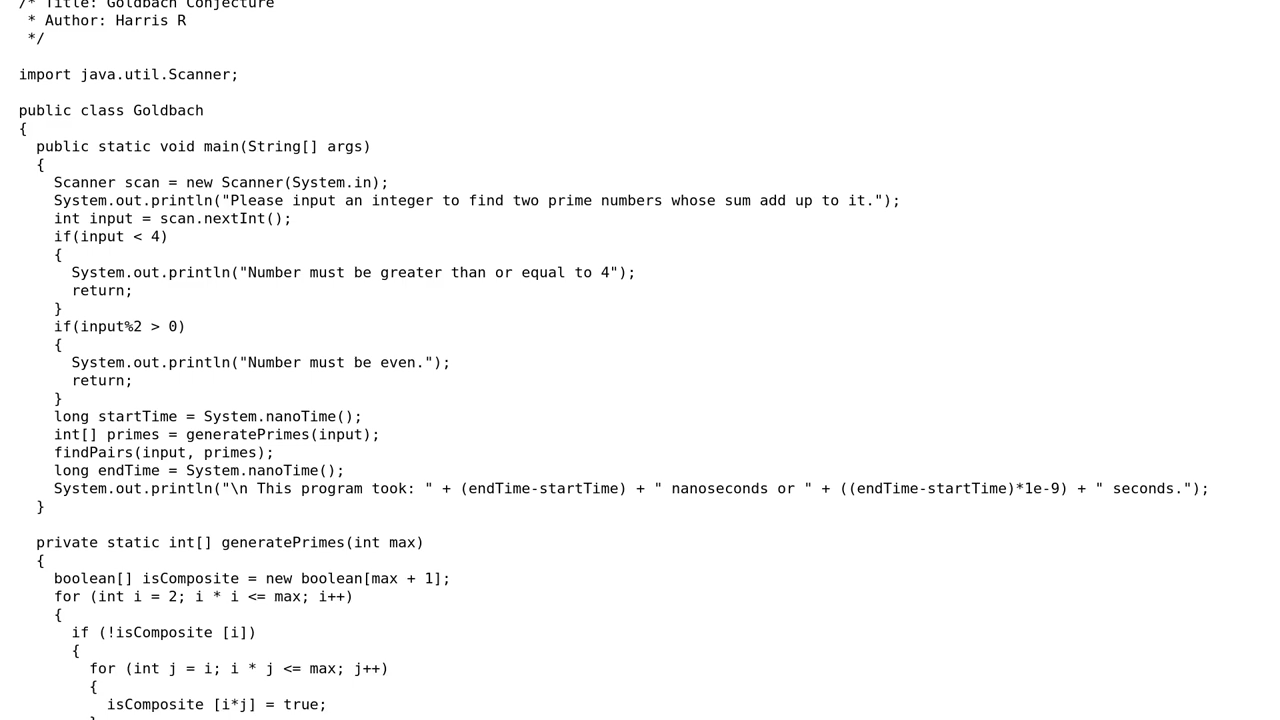 /* Title: Goldbach Conjecture
 * Author: Harris R
 */

import java.util.Scanner;

public class Goldbach
{
  public static void main(String[] args)
  {
    Scanner scan = new Scanner(System.in);
    System.out.println("Please input an integer to find two prime numbers whose sum add up to it.");
    int input = scan.nextInt();
    if(input < 4)
    {
      System.out.println("Number must be greater than or equal to 4");
      return;
    }
    if(input%2 > 0)
    {
      System.out.println("Number must be even.");
      return;
    }
    long startTime = System.nanoTime();
    int[] primes = generatePrimes(input);
    findPairs(input, primes);
    long endTime = System.nanoTime();
    System.out.println("\n This program took: " + (endTime-startTime) + " nanoseconds or " + ((endTime-startTime)*1e-9) + " seconds.");
  }

  private static int[] generatePrimes(int max)
  {
    boolean[] isComposite = new boolean[max + 1];
    for (int i = 2; i * i <= max; i++)
    {
      if (!isComposite [i])
      {
        for (int j = i; i * j <= max; j++)
        {
          isComposite [i*j] = true;
        }